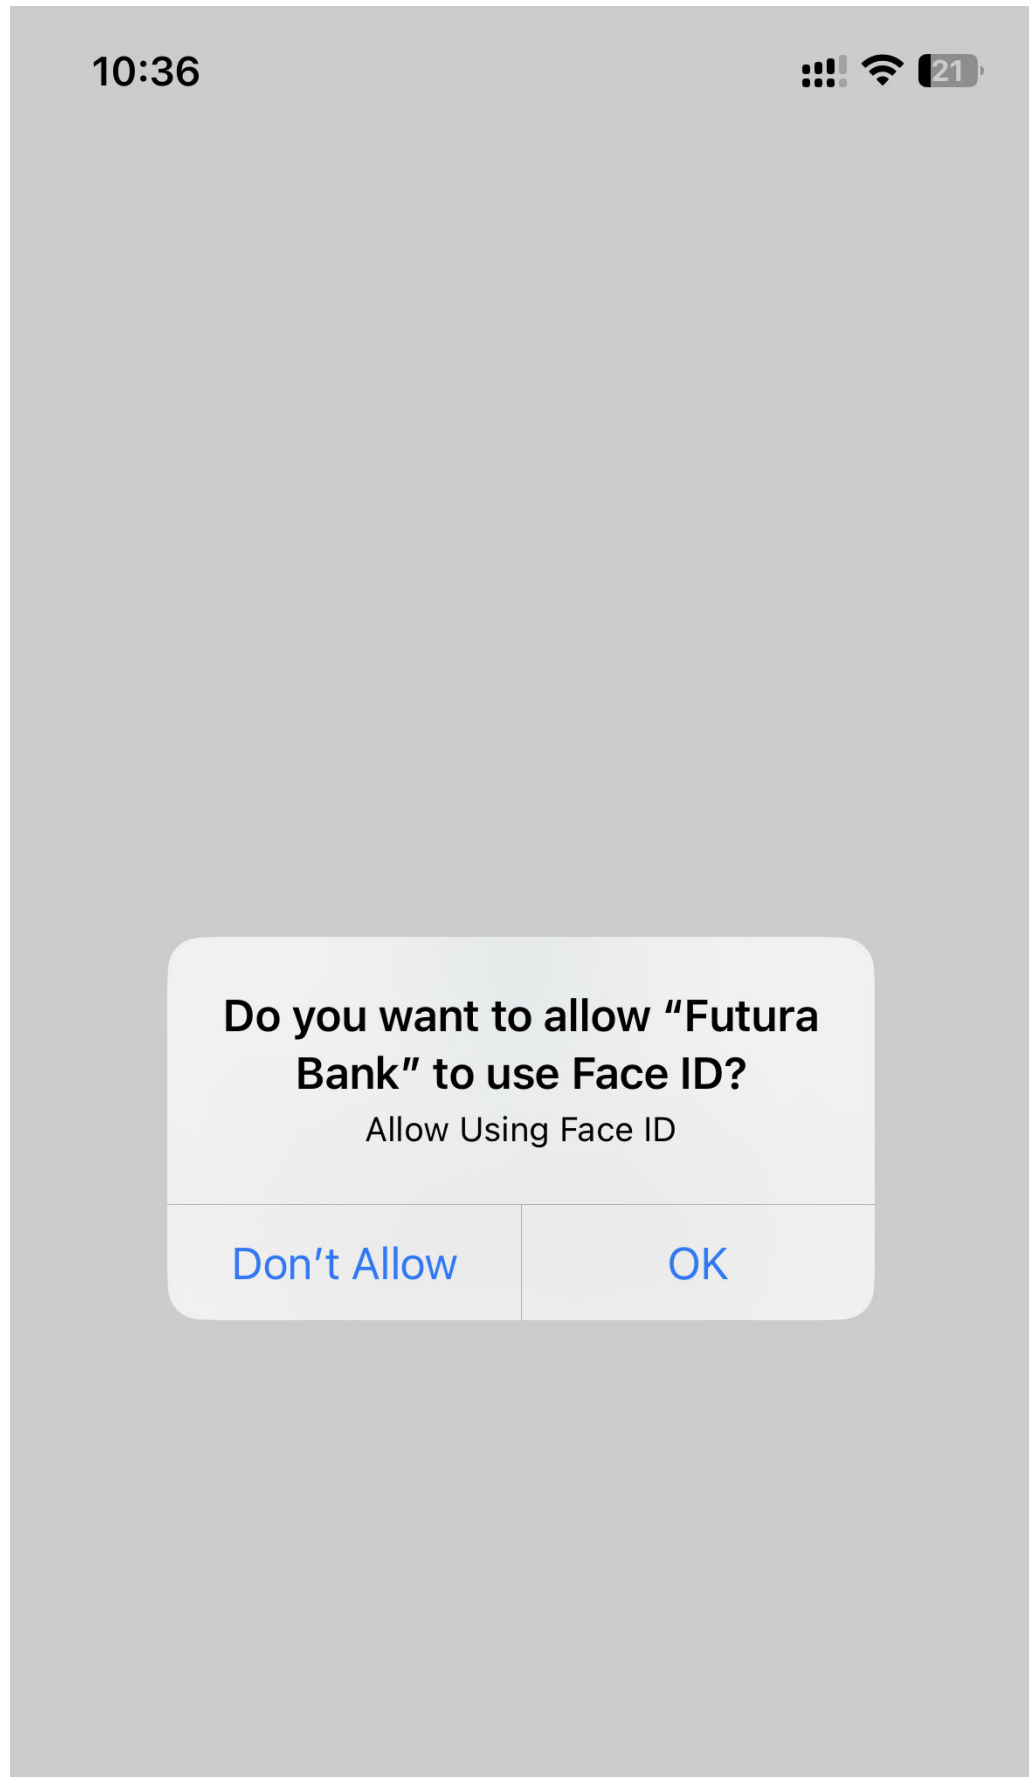 10:36
21
Do you want to allow “Futura
Bank” to use Face ID?
Allow Using Face ID
Don’t Allow
OK